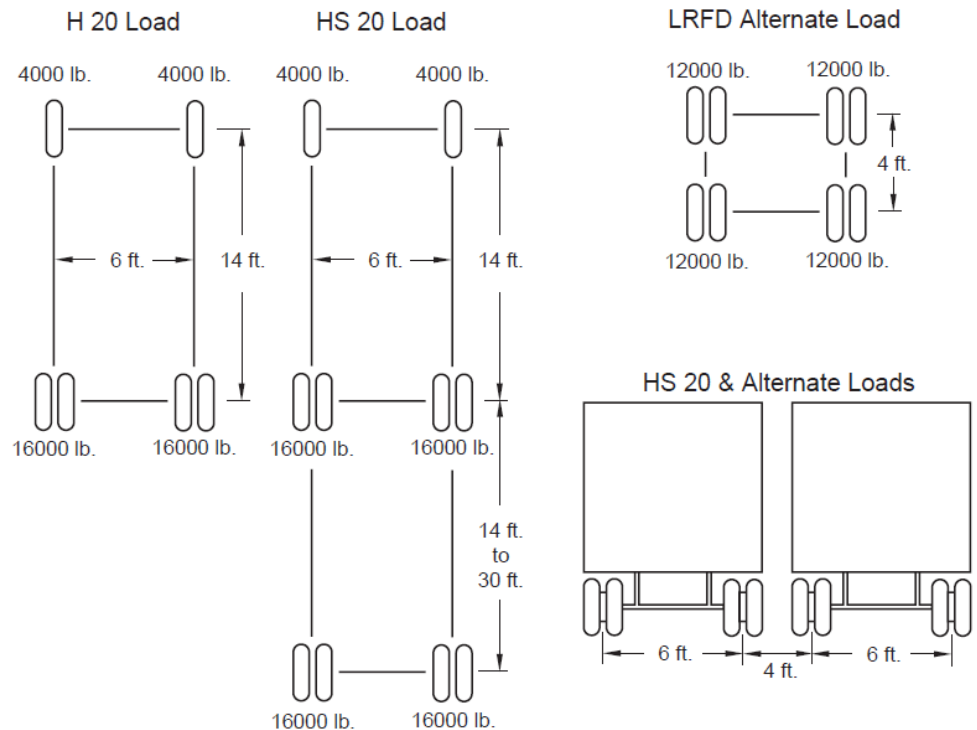 H 20 Load
4000 lb. 4000 lb.
6 ft. 14 ft.
16000 lb. 16000 lb.
HS 20 Load
4000 lb. 4000 lb.
6 ft. 14 ft.
16000 lb. 16000 lb.
14 ft.
to
30 ft.
16000 lb. 16000 lb.
LRFD Alternate Load
12000 lb. 12000 lb.
4 ft.
12000 lb. 12000 lb.
HS 20 & Alternate Loads
6 ft. 4 ft. 6 ft.